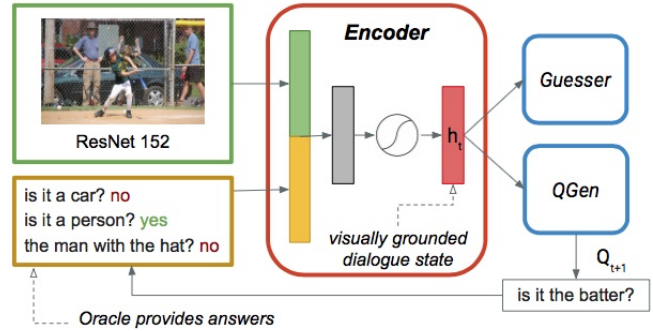 Encoder
ResNet 152
Guesser
h_t
QGen
is it a car? no
is it a person? yes
the man with the hat? no
visually grounded
dialogue state
Q_{t+1}
is it the batter?
Oracle provides answers